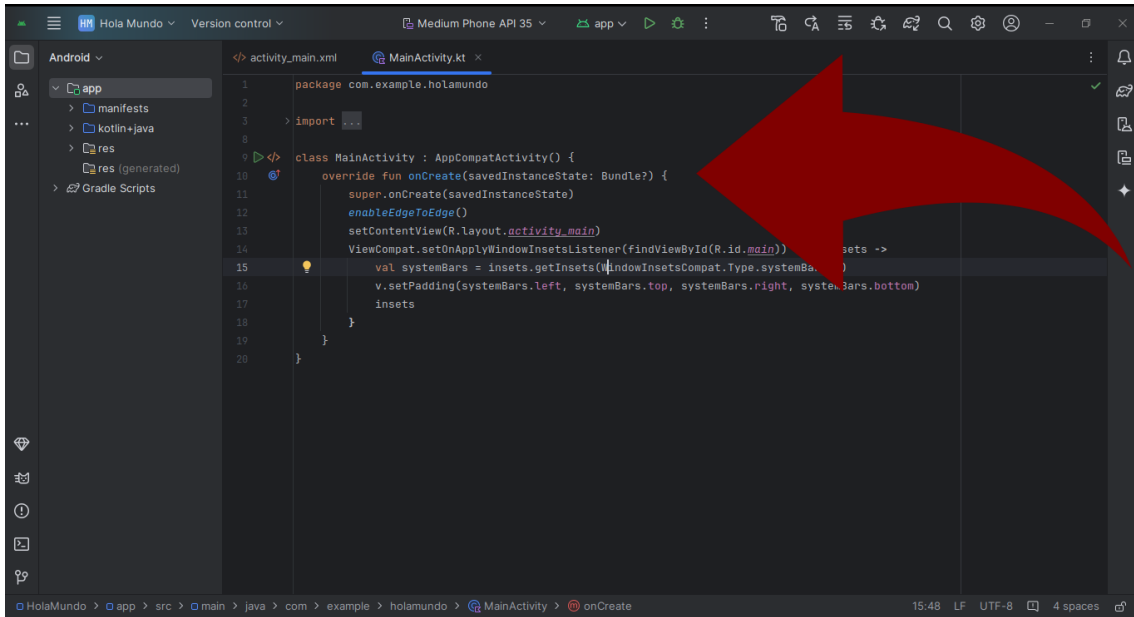 HM Hola Mundo Version control Medium Phone API 35 app
Android
activity_main.xml MainActivity.kt
app
manifests
kotlin+java
res
res (generated)
Gradle Scripts
1 package com.example.holamundo
2
3 import ...
8
9 class MainActivity : AppCompatActivity() {
10 override fun onCreate(savedInstanceState: Bundle?) {
11 super.onCreate(savedInstanceState)
12 enableEdgeToEdge()
13 setContentView(R.layout.activity_main)
14 ViewCompat.setOnApplyWindowInsetsListener(findViewById(R.id.main)) ->
15 val systemBars = insets.getInsets(WindowInsetsCompat.Type.
16 v.setPadding(systemBars.left, systemBars.top, systemBars.right, systemBars.bottom)
17 insets
18 }
19 }
20 }
HolaMundo > app > src > main > java > com > example > holamundo > MainActivity > onCreate 15:48 LF UTF-8 4 spaces